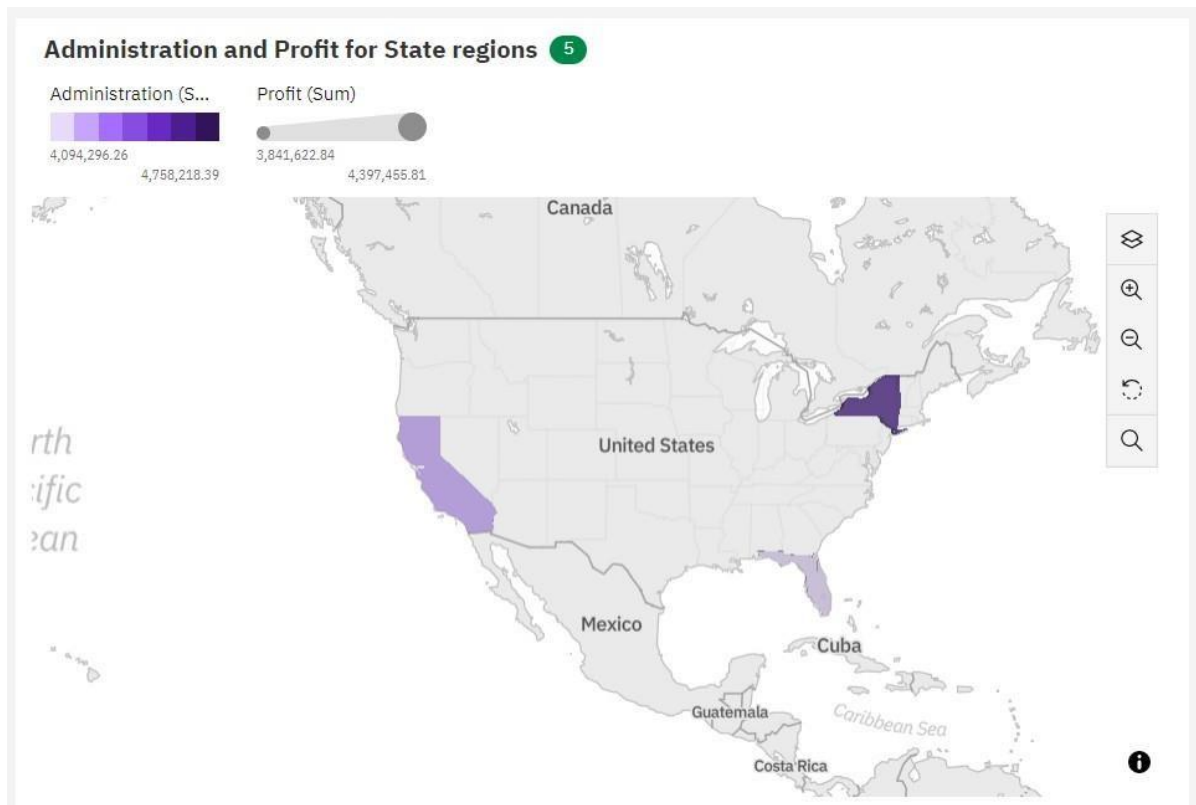 Administration and Profit for State regions 5
Administration (S... Profit (Sum)
4,094,296.26 3,841,622.84
4,758,218.39 4,397,455.81
Canada
rth
United States
ific
ean
Mexico
Cuba
Guatemala
Caribbean Sea
Costa Rica